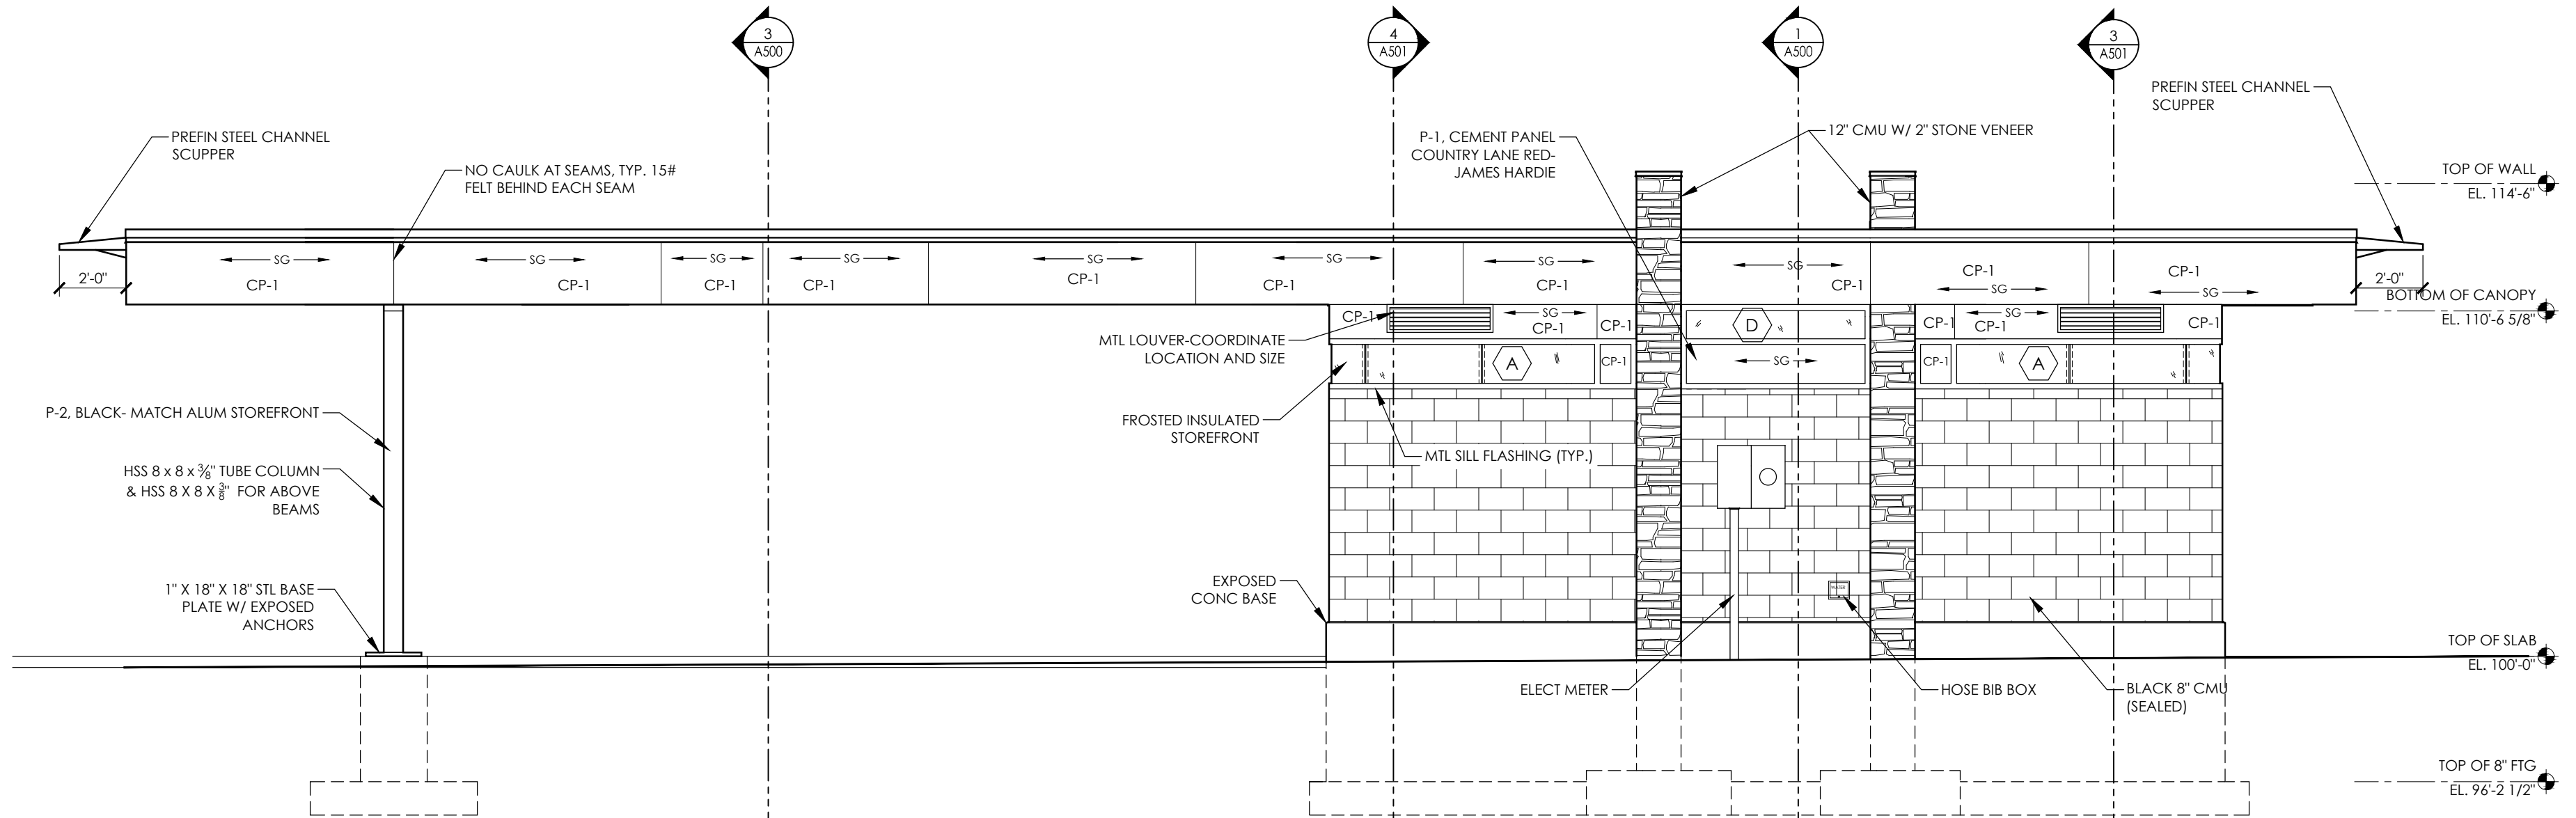 3
A500
4
A501
1
A500
3
A501
PREFIN STEEL CHANNEL
SCUPPER
NO CAULK AT SEAMS, TYP. 15#
FELT BEHIND EACH SEAM
P-1, CEMENT PANEL
COUNTRY LANE RED-
JAMES HARDIE
12" CMU W/ 2" STONE VENEER
PREFIN STEEL CHANNEL
SCUPPER
TOP OF WALL
EL. 114'-6"
SG
SG
SG
SG
SG
SG
SG
SG
SG
SG
2'-0"
CP-1
CP-1
CP-1
CP-1
CP-1
CP-1
CP-1
CP-1
CP-1
CP-1
2'-0"
BOTTOM OF CANOPY
EL. 110'-6 5/8"
CP-1
SG
CP-1
CP-1
D
CP-1
SG
CP-1
CP-1
MTL LOUVER-COORDINATE
LOCATION AND SIZE
A
CP-1
SG
CP-1
A
P-2, BLACK- MATCH ALUM STOREFRONT
FROSTED INSULATED
STOREFRONT
MTL SILL FLASHING (TYP.)
HSS 8 x 8 x 3/8" TUBE COLUMN
& HSS 8 X 8 X 3/8" FOR ABOVE
BEAMS
1" X 18" X 18" STL BASE
PLATE W/ EXPOSED
ANCHORS
EXPOSED
CONC BASE
TOP OF SLAB
EL. 100'-0"
ELECT METER
HOSE BIB BOX
BLACK 8" CMU
(SEALED)
TOP OF 8" FTG
EL. 96'-2 1/2"